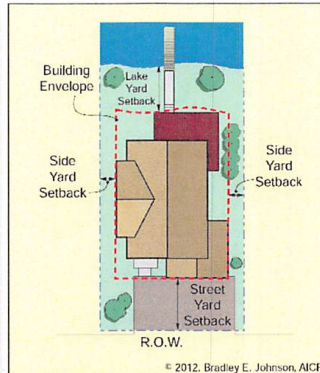 Building
Envelope
Lake
Yard
Setback
Side
Yard
Setback
Side
Yard
Setback
Street
Yard
Setback
R.O.W.
© 2012, Bradley E. Johnson, AICP